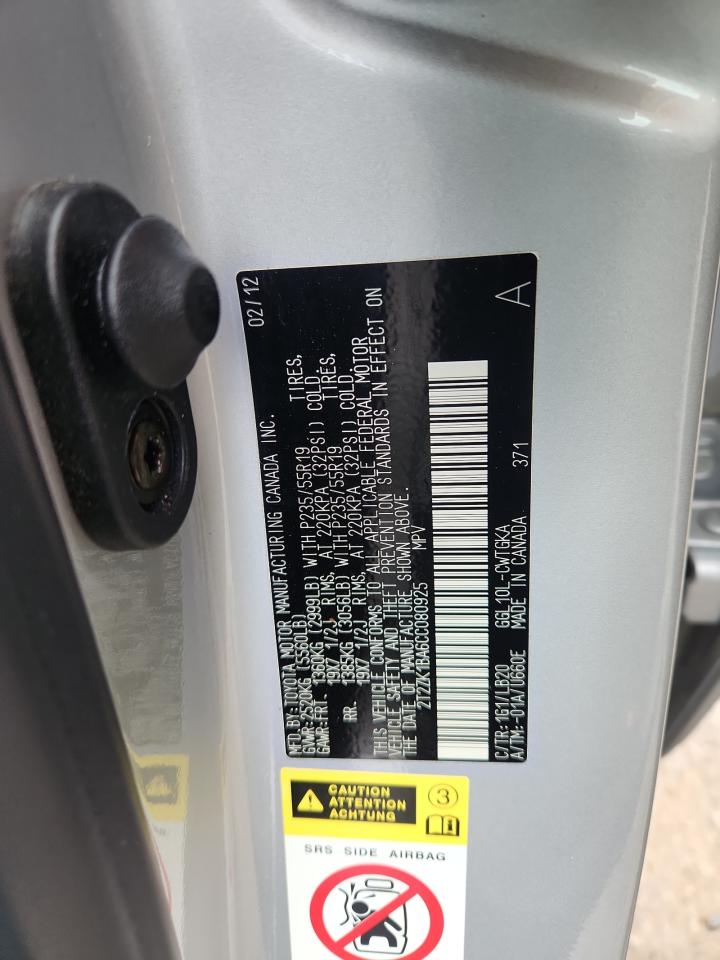 MFD.BY:TOYOTA MOTOR MANUFACTURING CANADA INC. 02/12
GVWR:2520KG (5560LB)
GAWR:FRT. 1360KG (2999LB) WITH P235/55R19 TIRES,
19X7 1/2J RIMS, AT 220KPA (32PSI) COLD.
RR. 1385KG (3056LB) WITH P235/55R19 TIRES,
19X7 1/2J RIMS, AT 220KPA (32PSI) COLD.
THIS VEHICLE CONFORMS TO ALL APPLICABLE FEDERAL MOTOR
VEHICLE SAFETY AND THEFT PREVENTION STANDARDS IN EFFECT ON
THE DATE OF MANUFACTURE SHOWN ABOVE.
2T2ZK1BA6CC080925 MPV
C/TR:1G1/LB20 GGL10L-CWTGKA 371
A/TM:-01A/U660E MADE IN CANADA A
CAUTION
ATTENTION
ACHTUNG
3
SRS SIDE AIRBAG